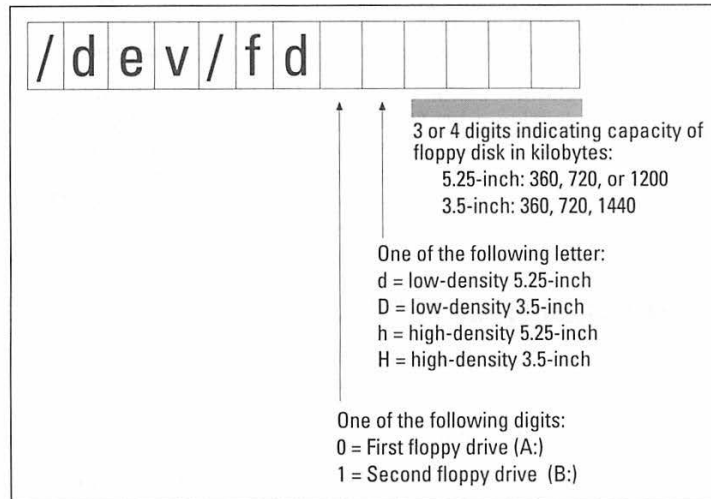 /dev/fd
3 or 4 digits indicating capacity of
floppy disk in kilobytes:
5.25-inch: 360, 720, or 1200
3.5-inch: 360, 720, 1440
One of the following letter:
d = low-density 5.25-inch
D = low-density 3.5-inch
h = high-density 5.25-inch
H = high-density 3.5-inch
One of the following digits:
0 = First floppy drive (A:)
1 = Second floppy drive (B:)